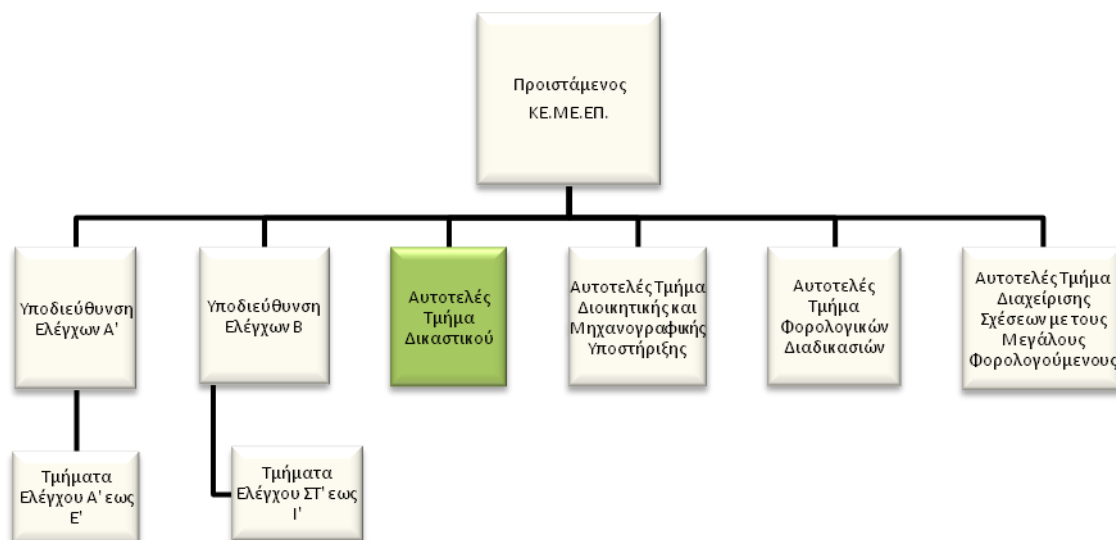 Προιστάμενος
ΚΕ.ΜΕ.ΕΠ.
Υποδιεύθυνση
Ελέγχων Α'
Υποδιεύθυνση
Ελέγχων Β
Αυτοτελές
Τμήμα
Δικαστικού
Αυτοτελές Τμήμα
Διοικητικής και
Μηχανογραφικής
Υποστήριξης
Αυτοτελές
Τμήμα
Φορολογικών
Διαδικασιών
Αυτοτελές Τμήμα
Διαχείρισης
Σχέσεων με τους
Μεγάλους
Φορολογούμενους
Τμήματα
Ελέγχου Α' εως
Ε'
Τμήματα
Ελέγχου ΣΤ' εως
Ι'